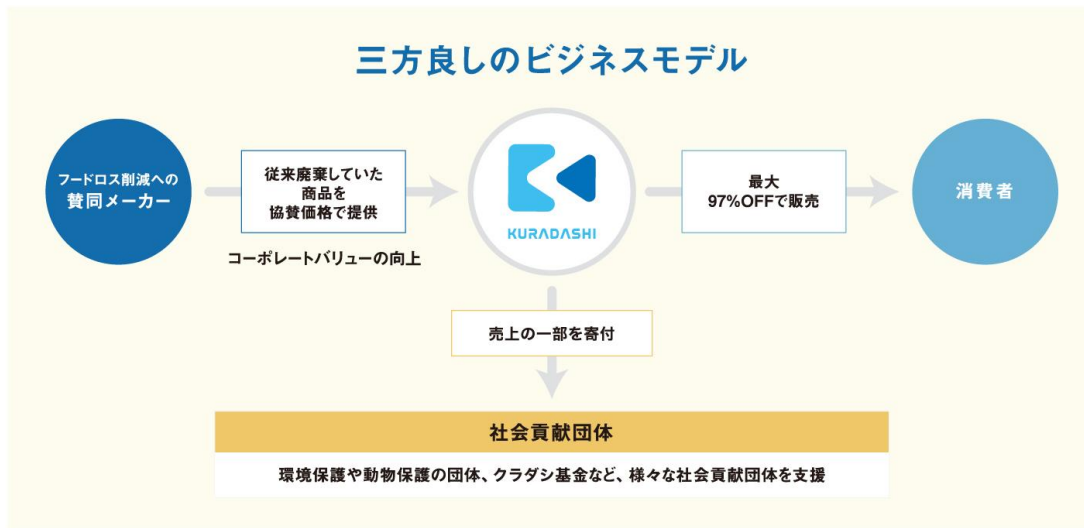 三方良しのビジネスモデル
フードロス削減への
賛同メーカー
従来廃棄していた
商品を
協賛価格で提供
コーポレートバリューの向上
KURADASHI
最大
97%OFFで販売
消費者
売上の一部を寄付
社会貢献団体
環境保護や動物保護の団体、クラダシ基金など、様々な社会貢献団体を支援